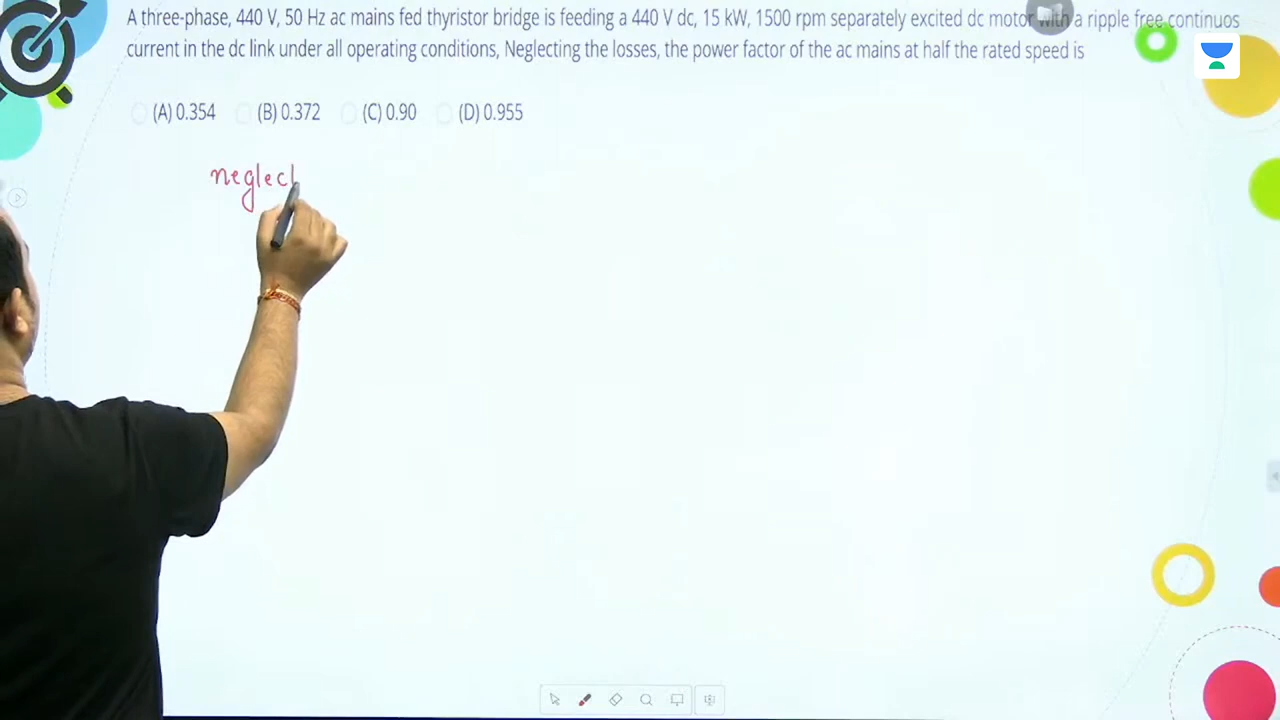 A three-phase, 440 V, 50 Hz ac mains fed thyristor bridge is feeding a 440 V dc, 15 kW, 1500 rpm separately excited dc motor with a ripple free continuos
current in the dc link under all operating conditions, Neglecting the losses, the power factor of the ac mains at half the rated speed is
(A) 0.354 (B) 0.372 (C) 0.90 (D) 0.955
neglect